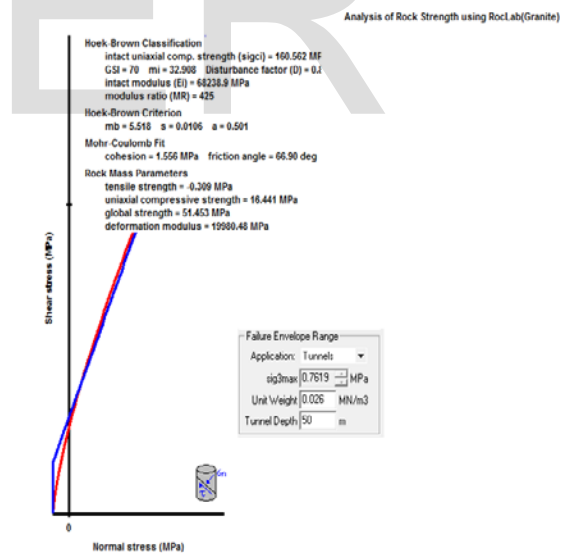 Analysis of Rock Strength using RocLab(Granite)
Hoek-Brown Classification
intact uniaxial comp. strength (sigci) = 160.562 MP
GSI = 70 mi = 32.908 Disturbance factor (D) = 0.
intact modulus (Ei) = 68238.9 MPa
modulus ratio (MR) = 425
Hoek-Brown Criterion
mb = 5.518 s = 0.0106 a = 0.501
Mohr-Coulomb Fit
cohesion = 1.556 MPa friction angle = 66.90 deg
Rock Mass Parameters
tensile strength = -0.309 MPa
uniaxial compressive strength = 16.441 MPa
global strength = 51.453 MPa
deformation modulus = 19980.48 MPa
Shear stress (MPa)
Failure Envelope Range
Application: Tunnels
sig3max 0.7619 MPa
Unit Weight 0.026 MN/m3
Tunnel Depth 50 m
0
Normal stress (MPa)
ER